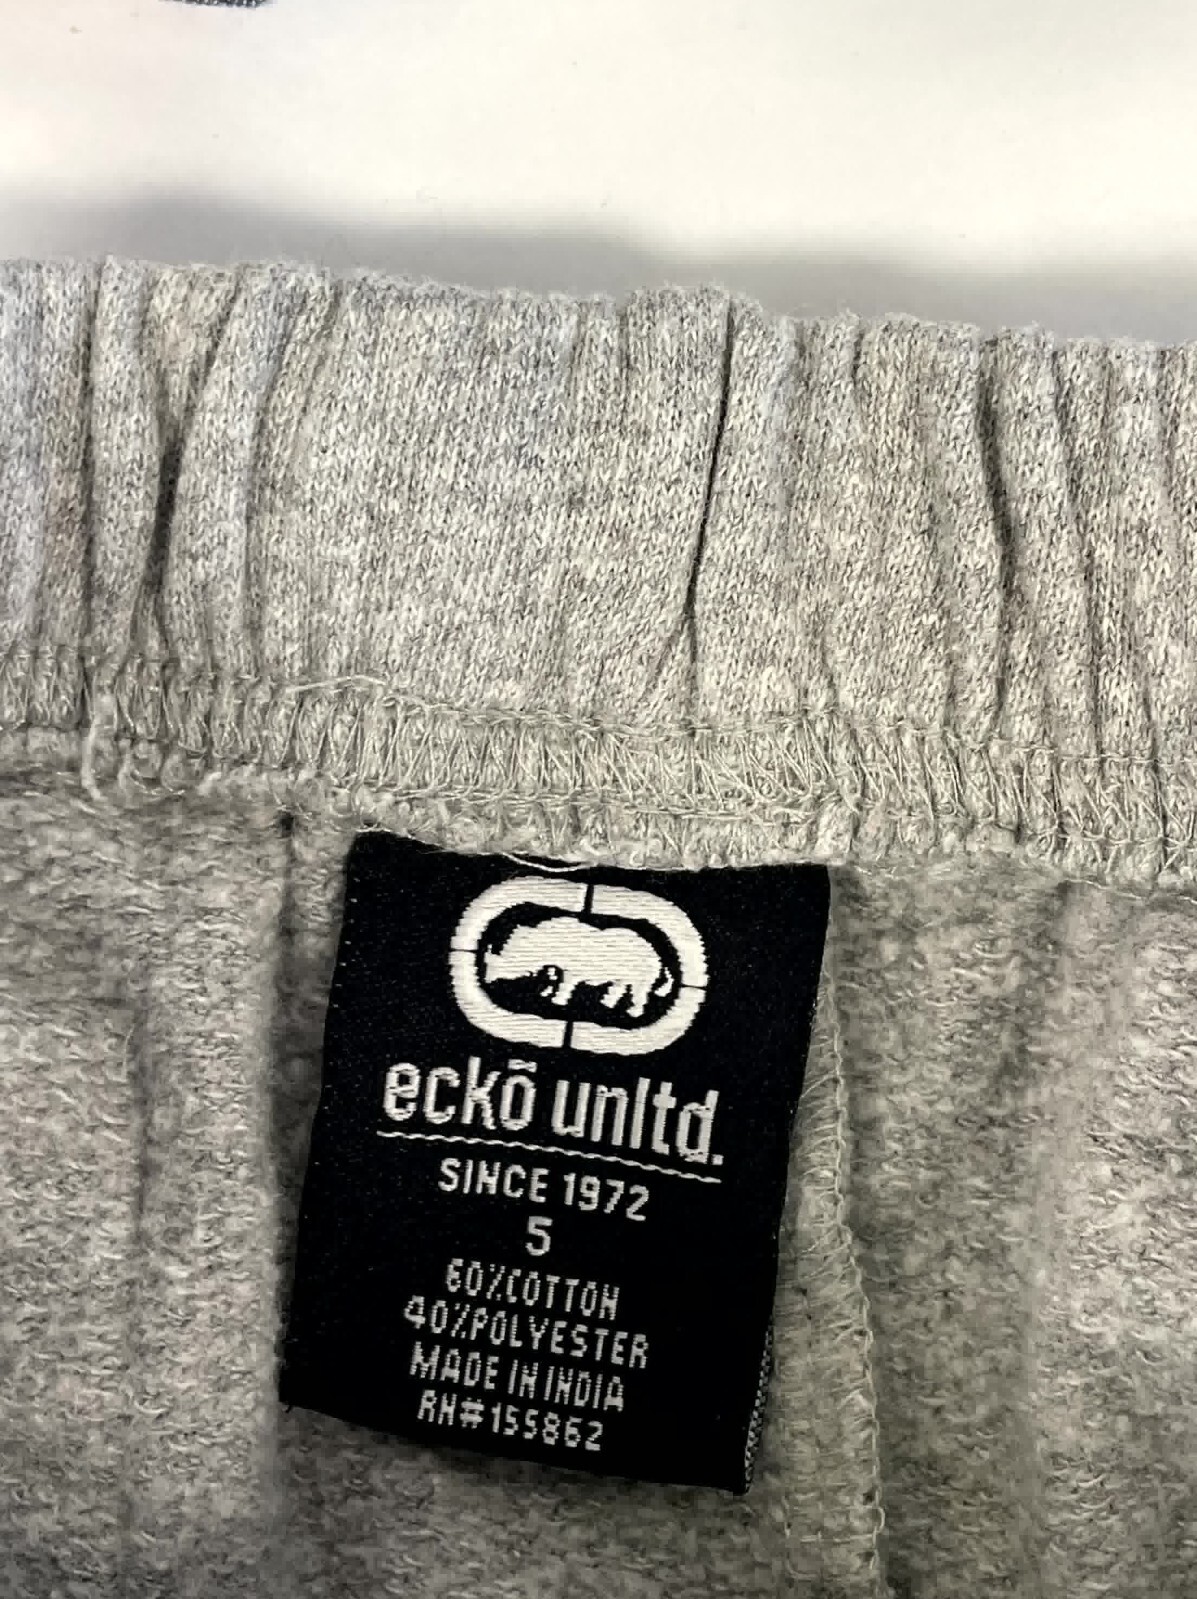 eckō unltd.
SINCE 1972
5
60%COTTON
40%POLYESTER
MADE IN INDIA
RN#155862